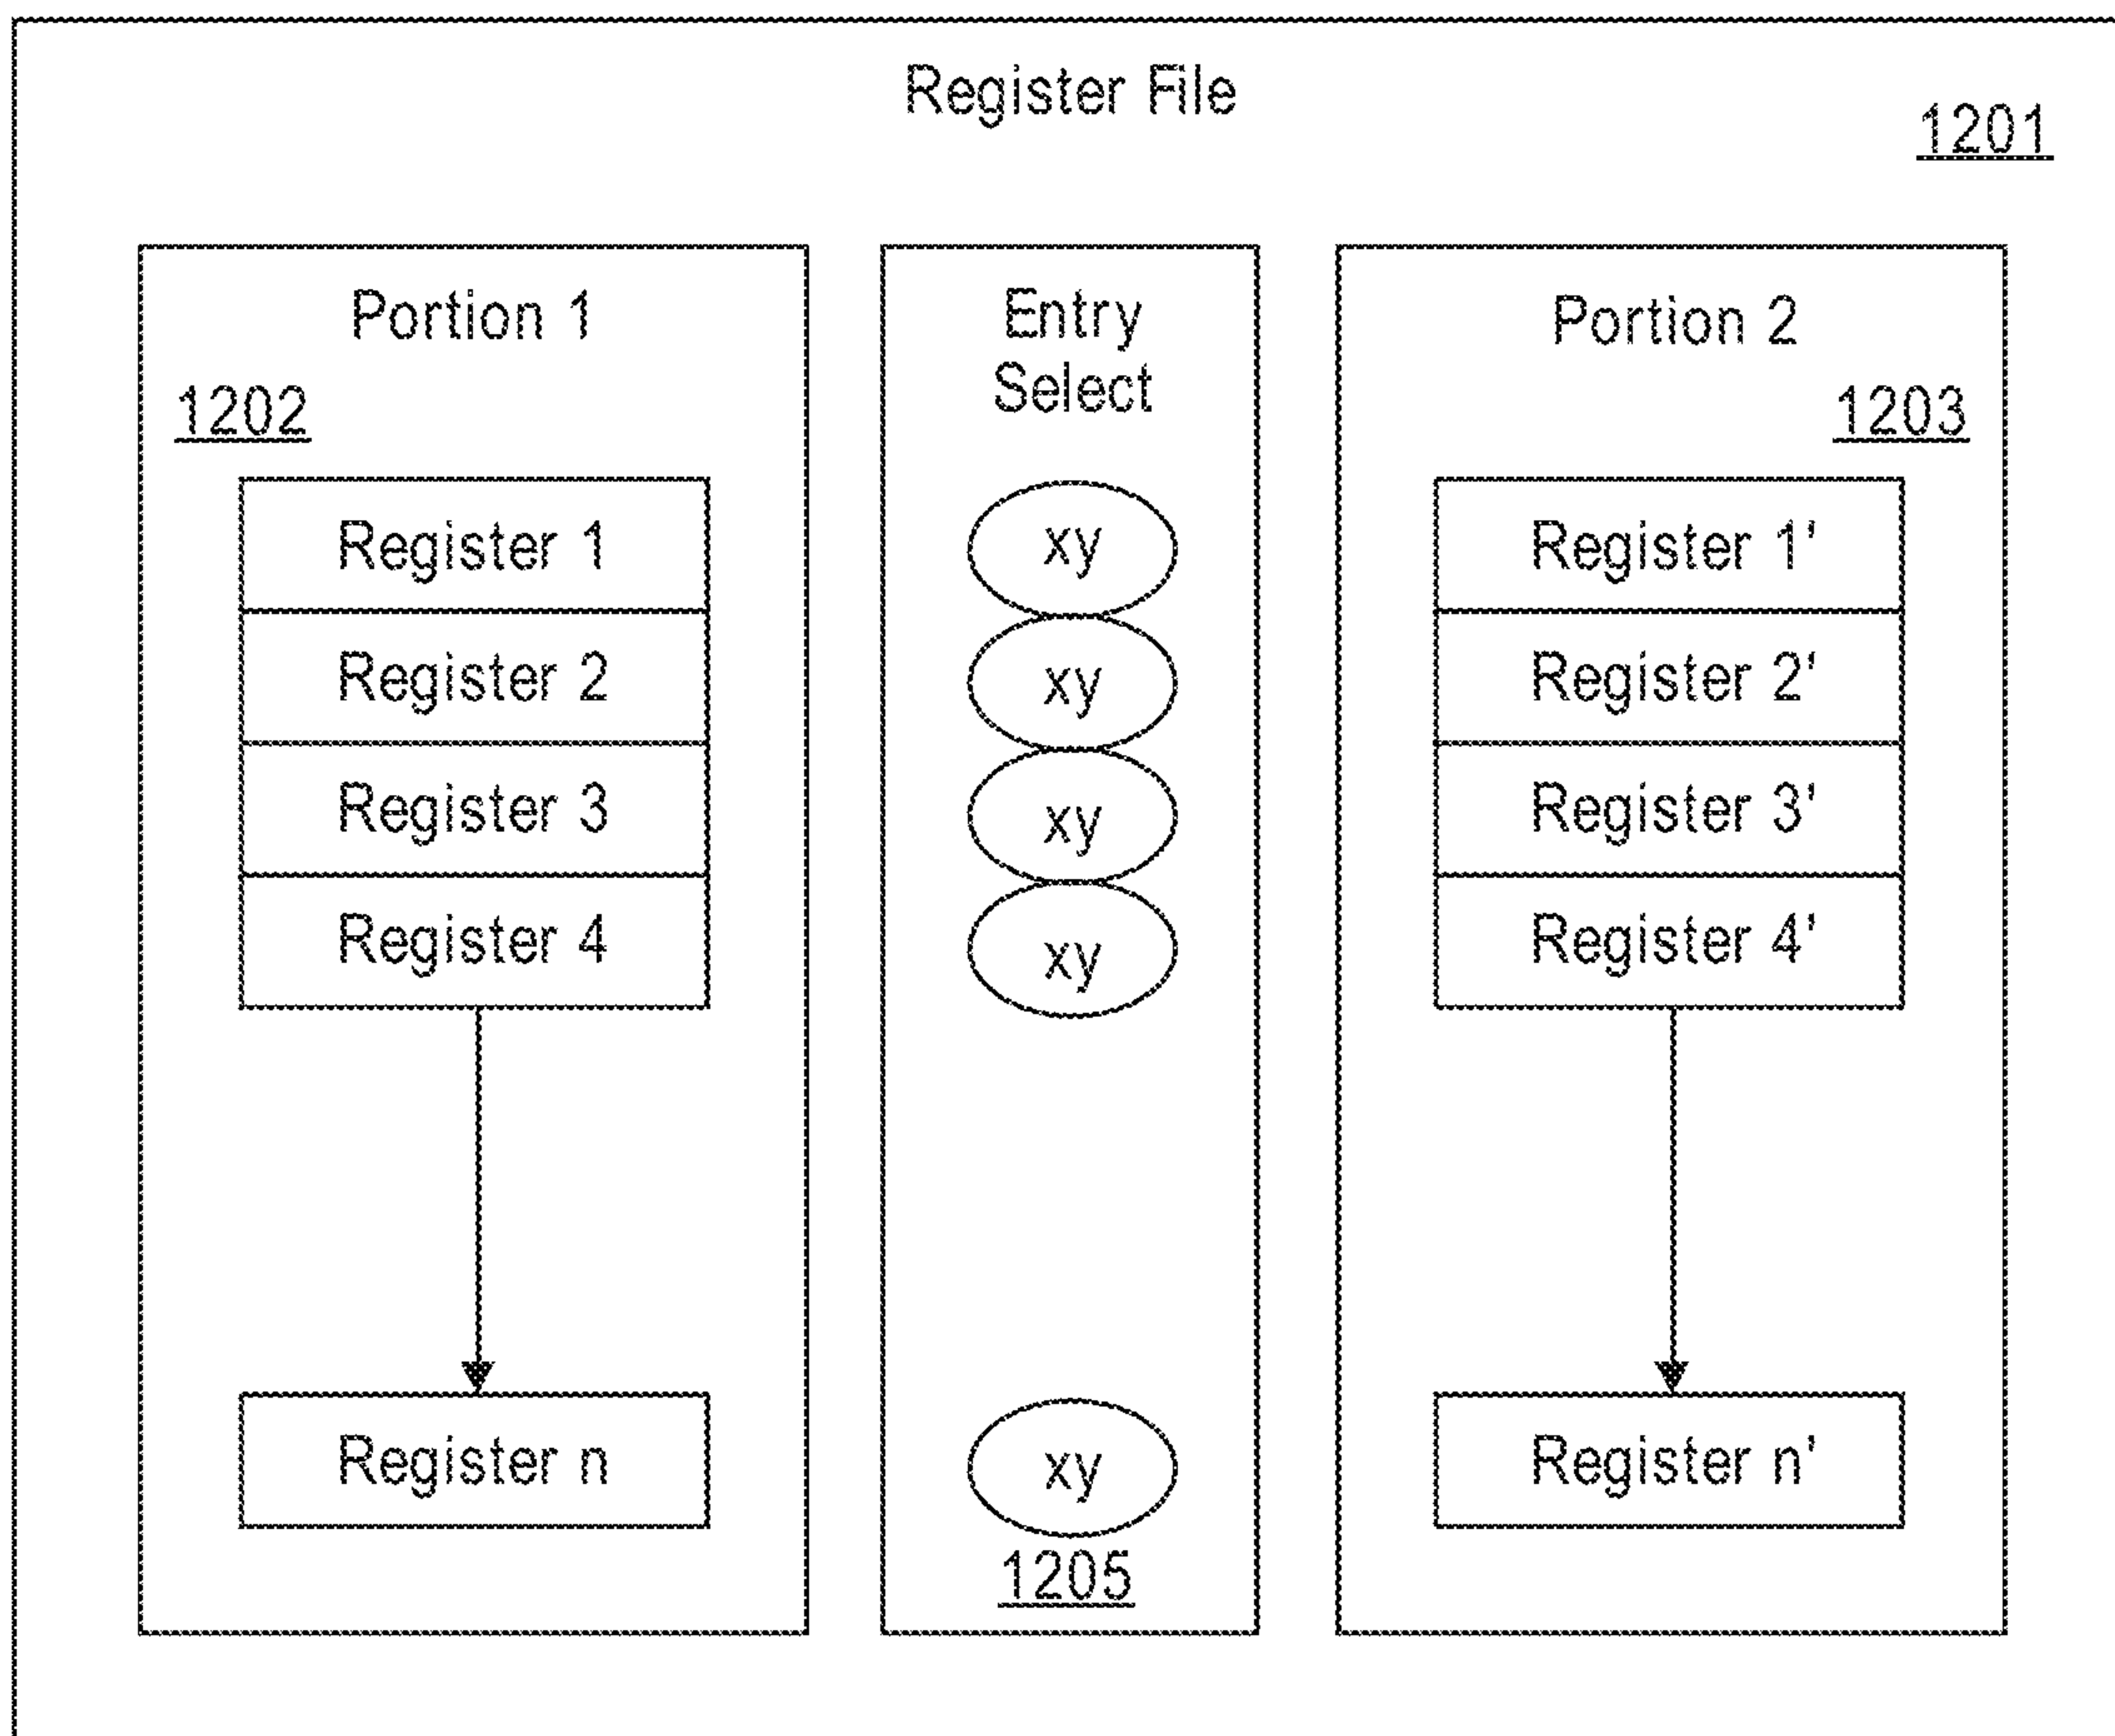 Register File
1201
Portion 1
1202
Register 1
Register 2
Register 3
Register 4
Register n
Entry
Select
xy
xy
xy
xy
xy
1205
Portion 2
1203
Register 1'
Register 2'
Register 3'
Register 4'
Register n'